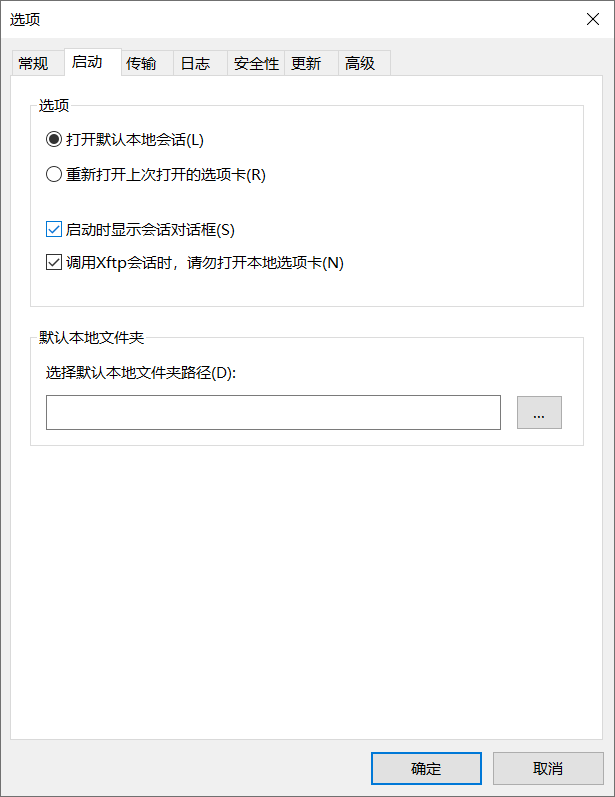 选项
常规 启动 传输 日志 安全性 更新 高级
选项
打开默认本地会话(L)
重新打开上次打开的选项卡(R)
启动时显示会话对话框(S)
调用Xftp会话时，请勿打开本地选项卡(N)
默认本地文件夹
选择默认本地文件夹路径(D):
...
确定 取消